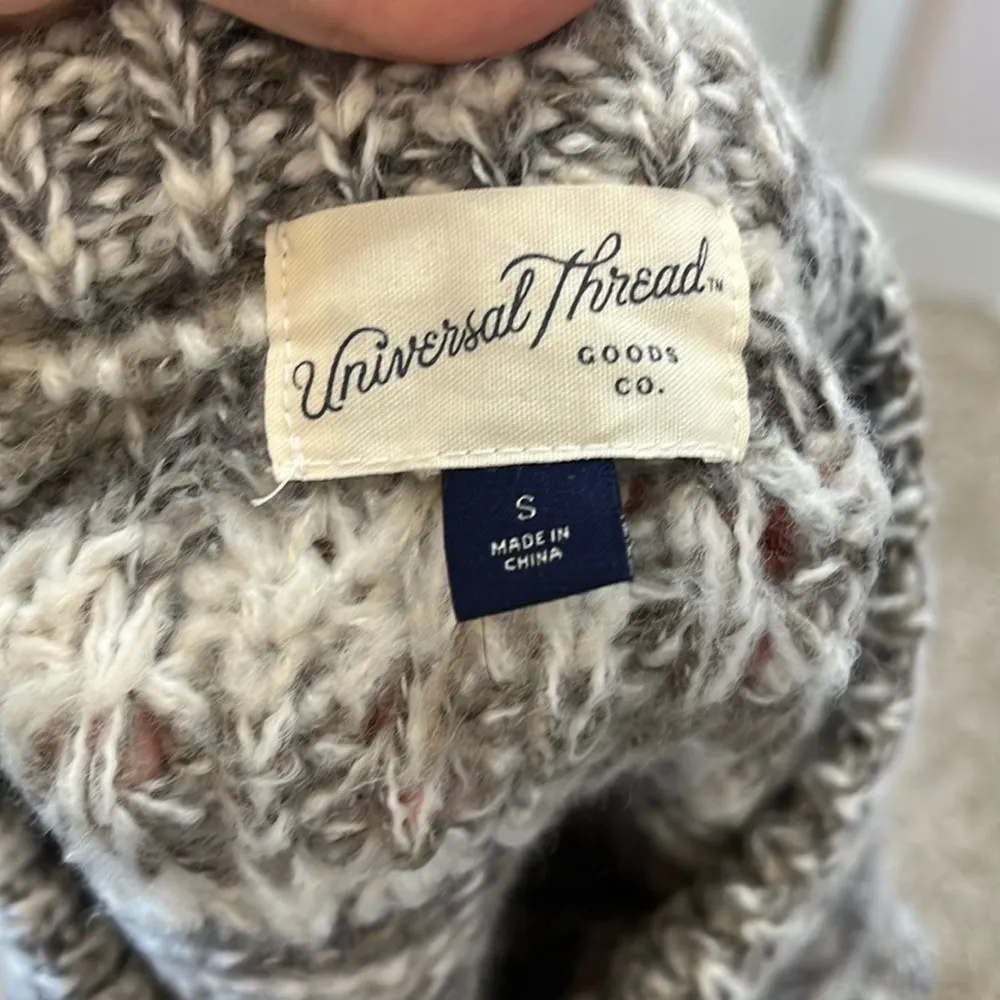 Universal Thread™
GOODS
CO.
S
MADE IN
CHINA